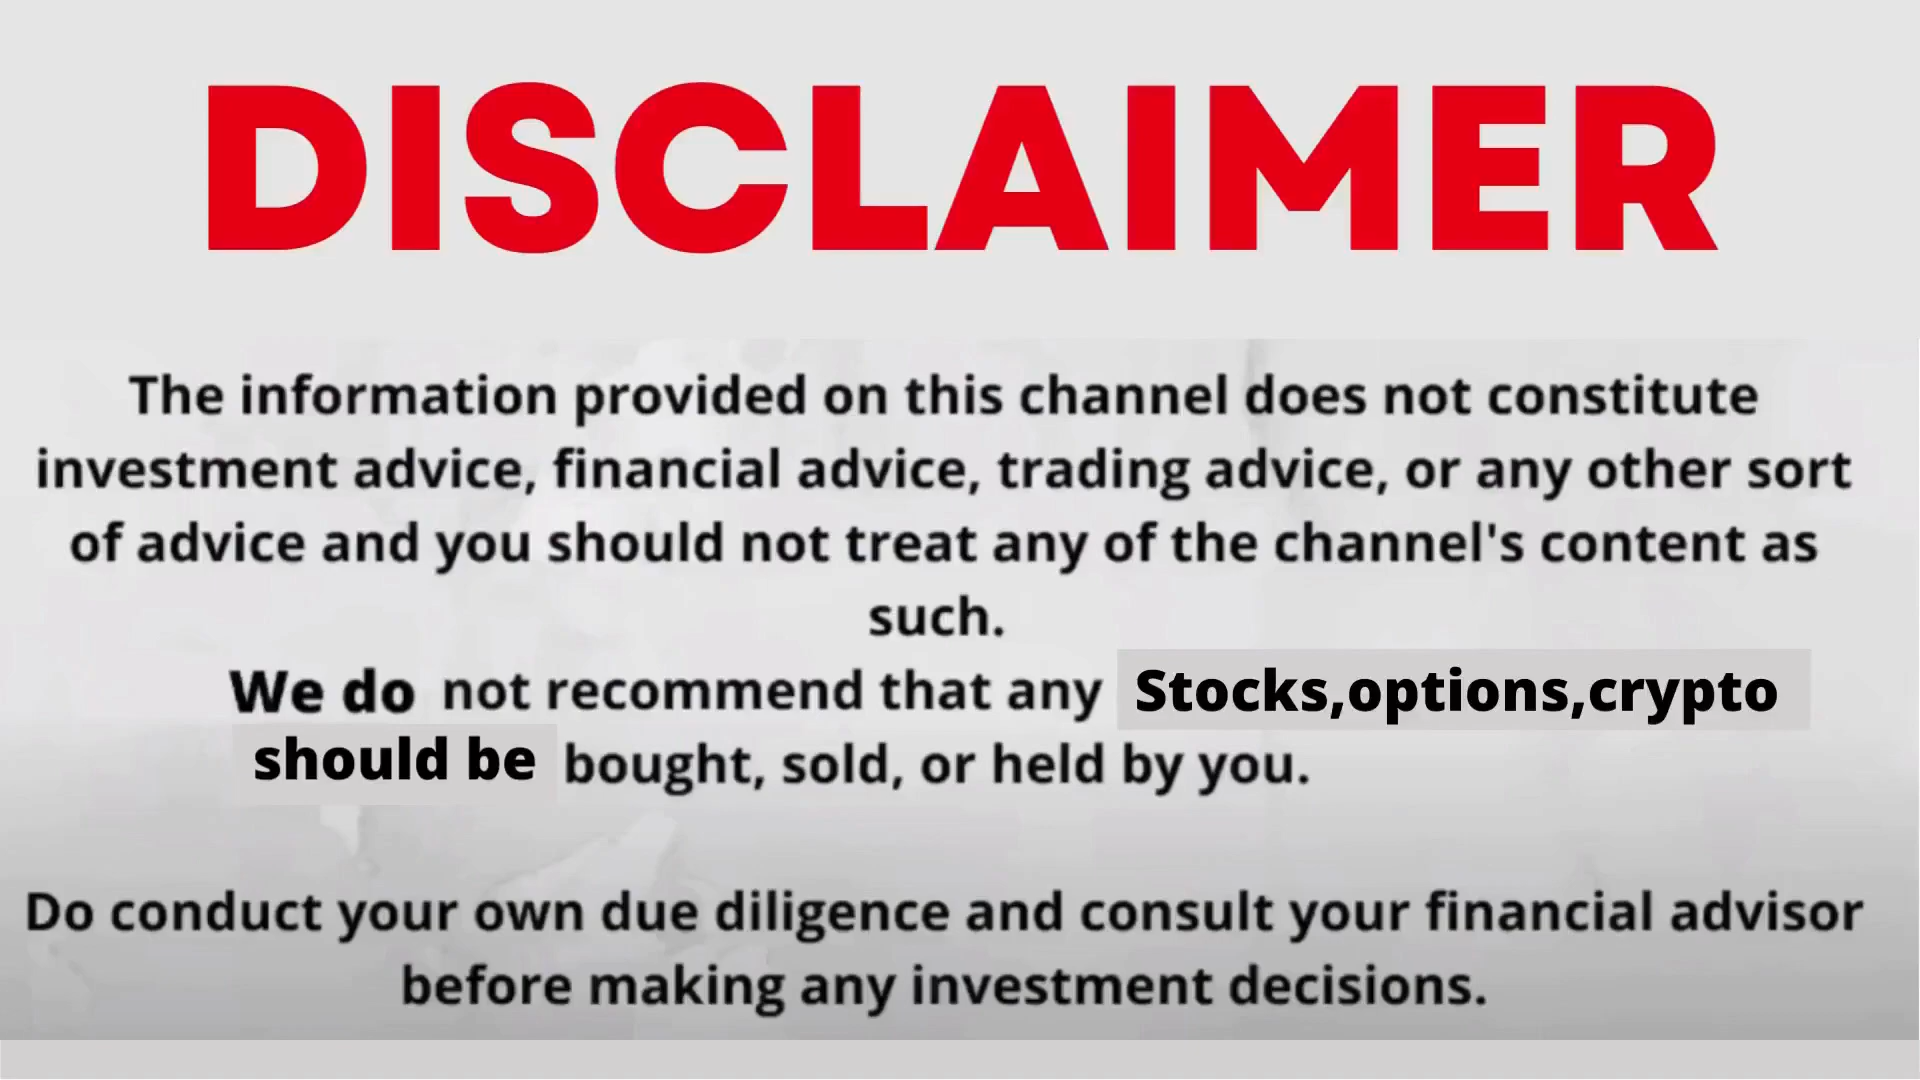 DISCLAIMER
The information provided on this channel does not constitute
investment advice, financial advice, trading advice, or any other sort
of advice and you should not treat any of the channel's content as
such.
We do not recommend that any Stocks,options,crypto
should be bought, sold, or held by you.
Do conduct your own due diligence and consult your financial advisor
before making any investment decisions.